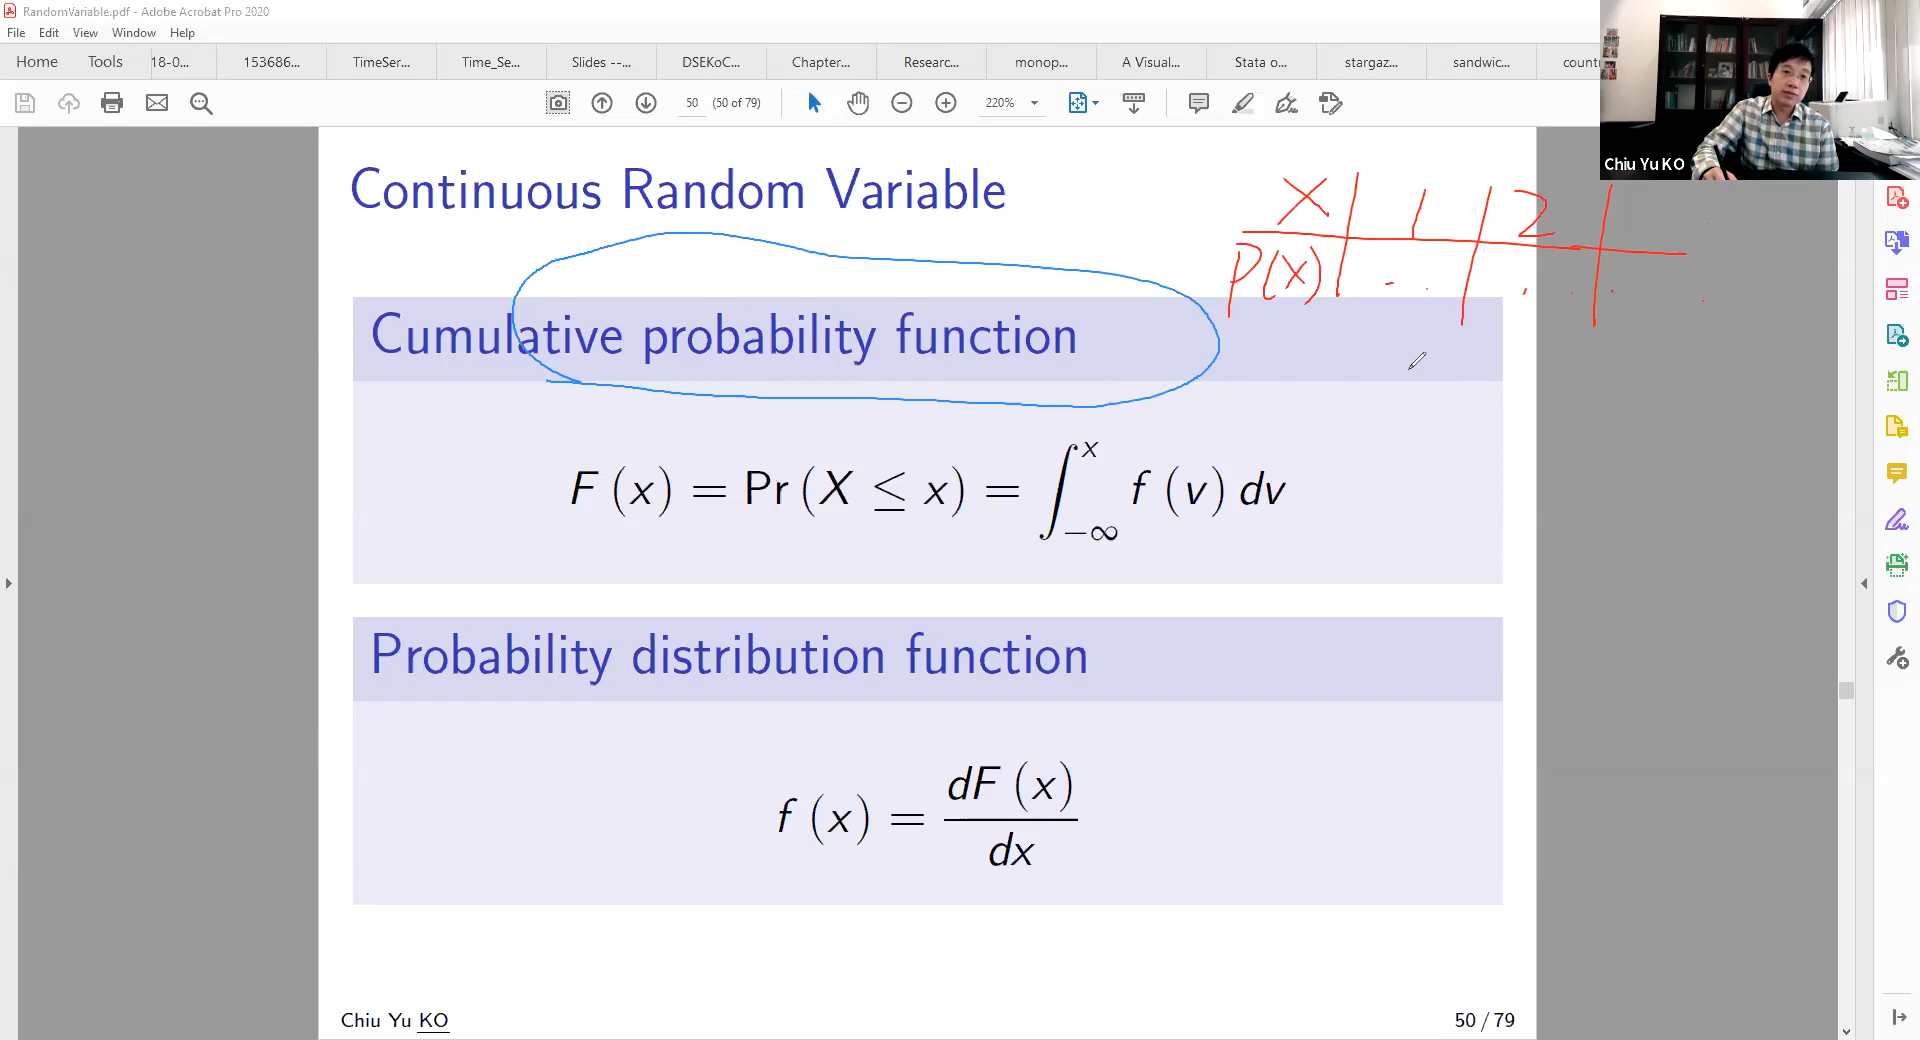 RandomVariable.pdf - Adobe Acrobat Pro 2020
File Edit View Window Help
Home Tools 18-0... 153686... TimeSer... Time_Se... Slides --... DSEKoC... Chapter... Researc... monop... A Visual... Stata o... stargaz... sandwic... count
50 (50 of 79) 220%
Chiu Yu KO
Continuous Random Variable
X 1 2
P(X)
Cumulative probability function
F (x) = Pr (X ≤ x) = ∫_{-∞}^{x} f (v) dv
Probability distribution function
f (x) = dF (x) / dx
Chiu Yu KO 50 / 79